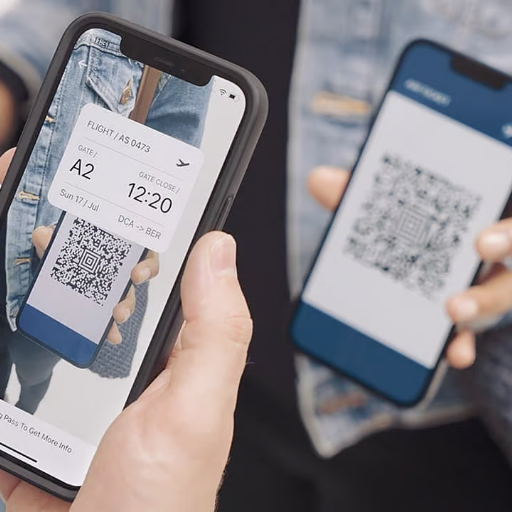 FLIGHT / AS 0473
GATE /
A2
GATE CLOSE /
12:20
Sun 17 / Jul
DCA -> BER
Pass To Get More Info